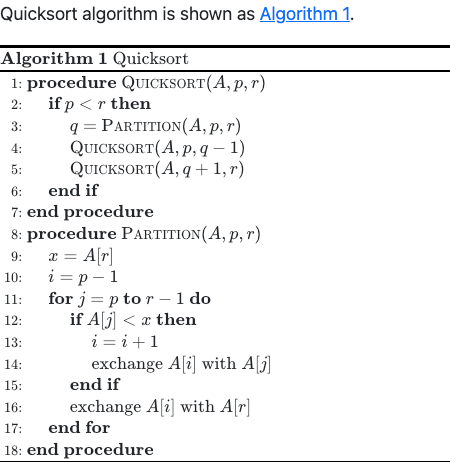 Quicksort algorithm is shown as Algorithm 1.
Algorithm 1 Quicksort
1: procedure QUICKSORT(A, p, r)
2: if p < r then
3: q = PARTITION(A, p, r)
4: QUICKSORT(A, p, q − 1)
5: QUICKSORT(A, q + 1, r)
6: end if
7: end procedure
8: procedure PARTITION(A, p, r)
9: x = A[r]
10: i = p − 1
11: for j = p to r − 1 do
12: if A[j] < x then
13: i = i + 1
14: exchange A[i] with A[j]
15: end if
16: exchange A[i] with A[r]
17: end for
18: end procedure